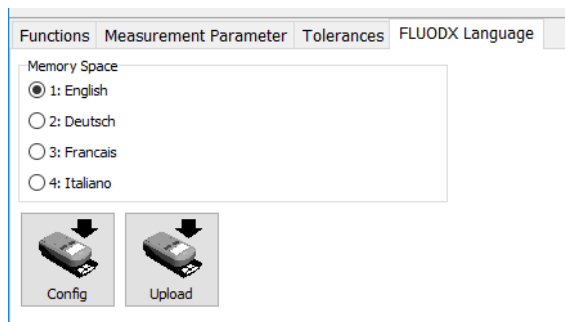 Functions Measurement Parameter Tolerances FLUODX Language
Memory Space
1: English
2: Deutsch
3: Francais
4: Italiano
Config Upload